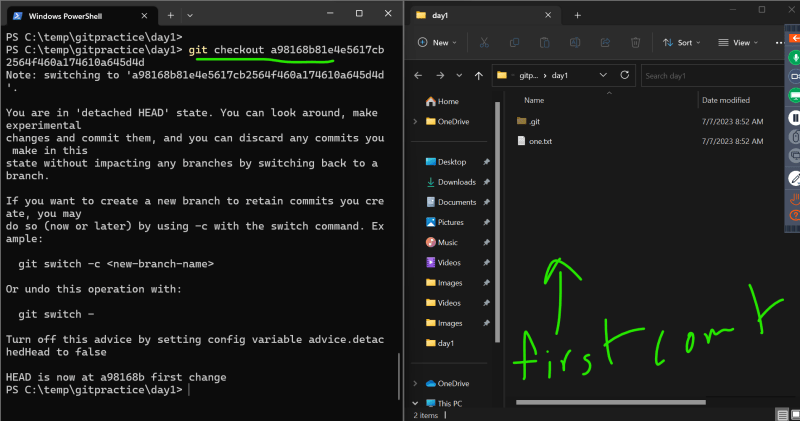 Windows PowerShell
PS C:\temp\gitpractice\day1>
PS C:\temp\gitpractice\day1> git checkout a98168b81e4e5617cb
2564f460a174610a645d4d
Note: switching to 'a98168b81e4e5617cb2564f460a174610a645d4d
'.
You are in 'detached HEAD' state. You can look around, make
experimental
changes and commit them, and you can discard any commits you
make in this
state without impacting any branches by switching back to a
branch.
If you want to create a new branch to retain commits you cre
ate, you may
do so (now or later) by using -c with the switch command. Ex
ample:
git switch -c <new-branch-name>
Or undo this operation with:
git switch -
Turn off this advice by setting config variable advice.detac
hedHead to false
HEAD is now at a98168b first change
PS C:\temp\gitpractice\day1>
day1
New
Sort
View
gitp...
day1
Search day1
Home
OneDrive
Desktop
Downloads
Documents
Pictures
Music
Videos
Images
Videos
Images
day1
OneDrive
This PC
Name
Date modified
.git
7/7/2023 8:52 AM
one.txt
7/7/2023 8:52 AM
first
2 items